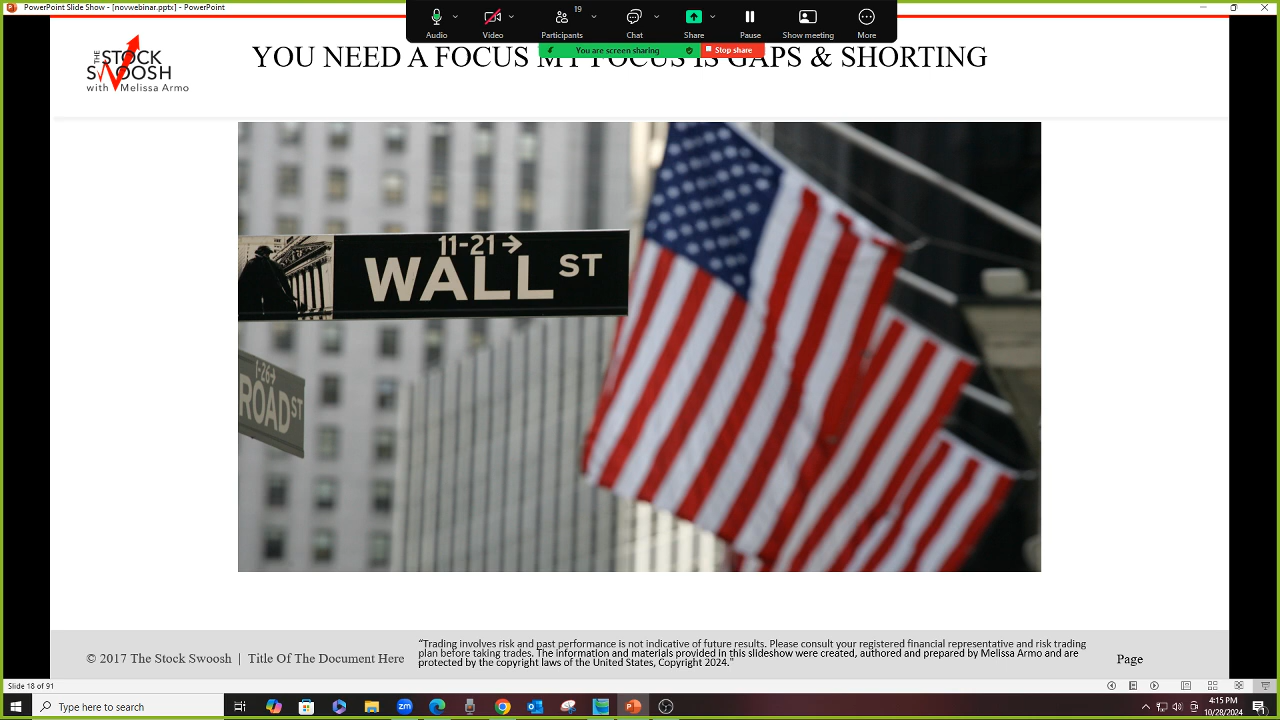 PowerPoint Slide Show - [novwebinar.pptx] - PowerPoint
19
Audio
Video
Participants
Chat
Share
Pause
Show meeting
More
You are screen sharing
Stop share
THE
STOCK
SWOOSH
with Melissa Armo
YOU NEED A FOCUS MY FOCUS IS GAPS & SHORTING
11-21→
WALL ST
1-26→
ROAD ST
© 2017 The Stock Swoosh | Title Of The Document Here
“Trading involves risk and past performance is not indicative of future results. Please consult your registered financial representative and risk trading
plan before taking trades. The information and materials provided in this slideshow were created, authored and prepared by Melissa Armo and are
protected by the copyright laws of the United States, Copyright 2024."
Page
Slide 18 of 91
Type here to search
zm
4:15 PM
10/28/2024
1